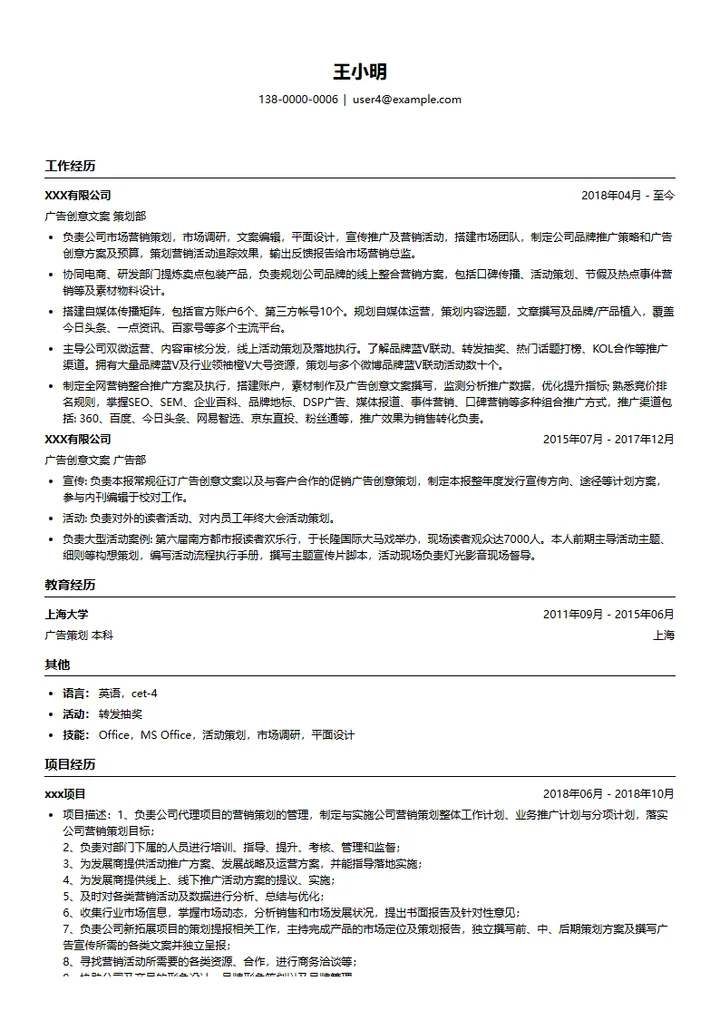 王小明
138-0000-0006 | user4@example.com
工作经历
XXX有限公司 2018年04月 - 至今
广告创意文案 策划部
• 负责公司市场营销策划，市场调研，文案编辑，平面设计，宣传推广及营销活动，搭建市场团队，制定公司品牌推广策略和广告
创意方案及预算，策划营销活动追踪效果，输出反馈报告给市场营销总监。
• 协同电商、研发部门提炼卖点包装产品，负责规划公司品牌的线上整合营销方案，包括口碑传播、活动策划、节假及热点事件营
销等及素材物料设计。
• 搭建自媒体传播矩阵，包括官方账户6个、第三方帐号10个。规划自媒体运营，策划内容选题，文章撰写及品牌/产品植入，覆盖
今日头条、一点资讯、百家号等多个主流平台。
• 主导公司双微运营、内容审核分发，线上活动策划及落地执行。了解品牌蓝V联动、转发抽奖、热门话题打榜、KOL合作等推广
渠道。拥有大量品牌蓝V及行业领袖橙V大号资源，策划与多个微博品牌蓝V联动活动数十个。
• 制定全网营销整合推广方案及执行，搭建账户，素材制作及广告创意文案撰写，监测分析推广数据，优化提升指标; 熟悉竞价排
名规则，掌握SEO、SEM、企业百科、品牌地标、DSP广告、媒体报道、事件营销、口碑营销等多种组合推广方式，推广渠道包
括: 360、百度、今日头条、网易智选、京东直投、粉丝通等，推广效果为销售转化负责。
XXX有限公司 2015年07月 - 2017年12月
广告创意文案 广告部
• 宣传: 负责本报常规征订广告创意文案以及与客户合作的促销广告创意策划，制定本报整年度发行宣传方向、途径等计划方案，
参与内刊编辑于校对工作。
• 活动: 负责对外的读者活动、对内员工年终大会活动策划。
• 负责大型活动案例: 第六届南方都市报读者欢乐行，于长隆国际大马戏举办，现场读者观众达7000人。本人前期主导活动主题、
细则等构想策划，编写活动流程执行手册，撰写主题宣传片脚本，活动现场负责灯光影音现场督导。
教育经历
上海大学 2011年09月 - 2015年06月
广告策划 本科 上海
其他
• 语言： 英语，cet-4
• 活动： 转发抽奖
• 技能： Office，MS Office，活动策划，市场调研，平面设计
项目经历
xxx项目 2018年06月 - 2018年10月
• 项目描述：1、负责公司代理项目的营销策划的管理，制定与实施公司营销策划整体工作计划、业务推广计划与分项计划，落实
公司营销策划目标；
2、负责对部门下属的人员进行培训、指导、提升、考核、管理和监督；
3、为发展商提供活动推广方案、发展战略及运营方案，并能指导落地实施；
4、为发展商提供线上、线下推广活动方案的提议、实施；
5、及时对各类营销活动及数据进行分析、总结与优化；
6、收集行业市场信息，掌握市场动态，分析销售和市场发展状况，提出书面报告及针对性意见；
7、负责公司新拓展项目的策划提报相关工作，主持完成产品的市场定位及策划报告，独立撰写前、中、后期策划方案及撰写广
告宣传所需的各类文案并独立呈报；
8、寻找营销活动所需要的各类资源、合作，进行商务洽谈等；